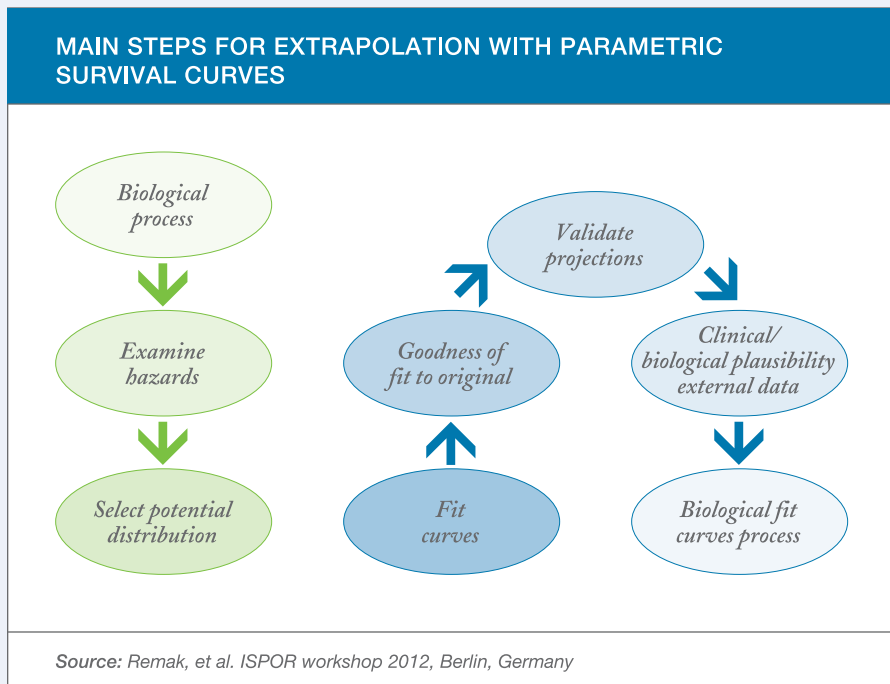 MAIN STEPS FOR EXTRAPOLATION WITH PARAMETRIC
SURVIVAL CURVES
Biological
process
Examine
hazards
Select potential
distribution
Fit
curves
Goodness of
fit to original
Validate
projections
Clinical/
biological plausibility
external data
Biological fit
curves process
Source: Remak, et al. ISPOR workshop 2012, Berlin, Germany